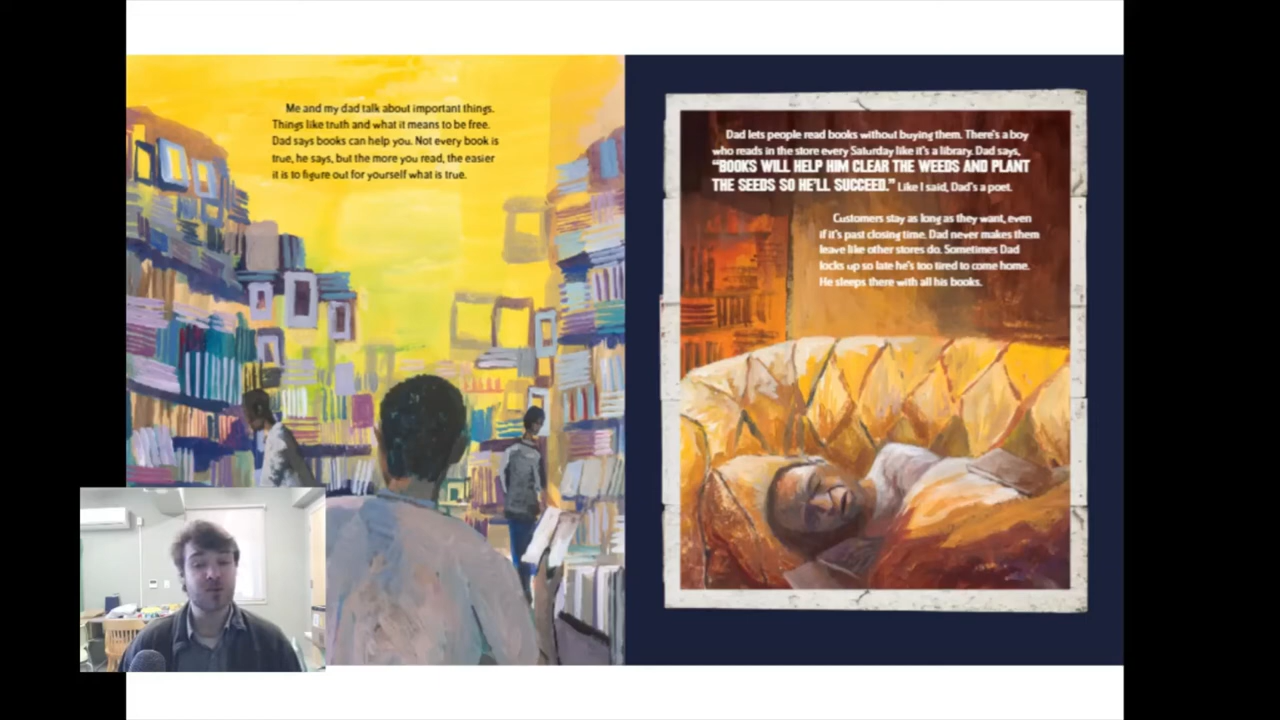 Me and my dad talk about important things.
Things like truth and what it means to be free.
Dad says books can help you. Not every book is
true, he says, but the more you read, the easier
it is to figure out for yourself what is true.
Dad lets people read books without buying them. There's a boy
who reads in the store every Saturday like it's a library. Dad says,
"BOOKS WILL HELP HIM CLEAR THE WEEDS AND PLANT
THE SEEDS SO HE'LL SUCCEED." Like I said, Dad's a poet.
Customers stay as long as they want, even
if it's past closing time. Dad never makes them
leave like other stores do. Sometimes Dad
locks up so late he's too tired to come home.
He sleeps there with all his books.